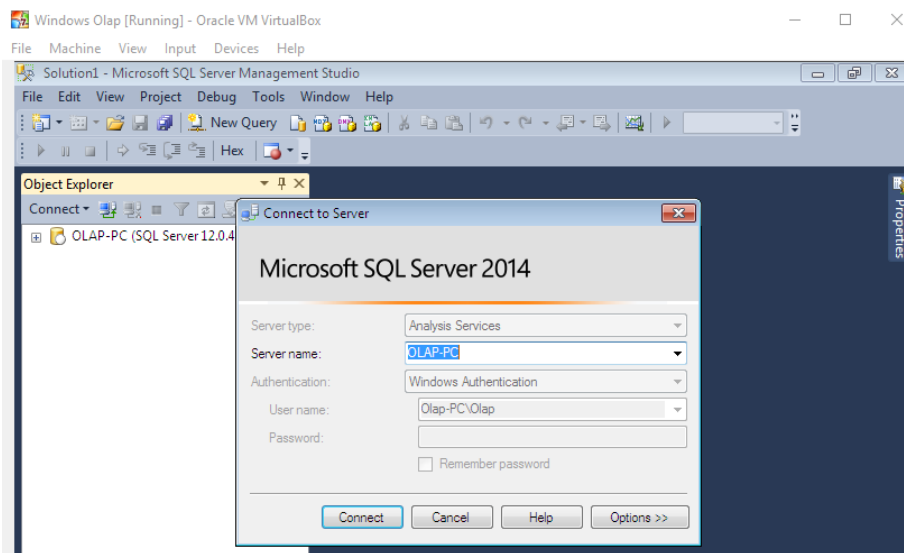 Windows Olap [Running] - Oracle VM VirtualBox
File Machine View Input Devices Help
Solution1 - Microsoft SQL Server Management Studio
File Edit View Project Debug Tools Window Help
New Query
Hex
Object Explorer
Connect
OLAP-PC (SQL Server 12.0.4
Properties
Connect to Server
Microsoft SQL Server 2014
Server type: Analysis Services
Server name: OLAP-PC
Authentication: Windows Authentication
User name: Olap-PC\Olap
Password:
Remember password
Connect Cancel Help Options >>